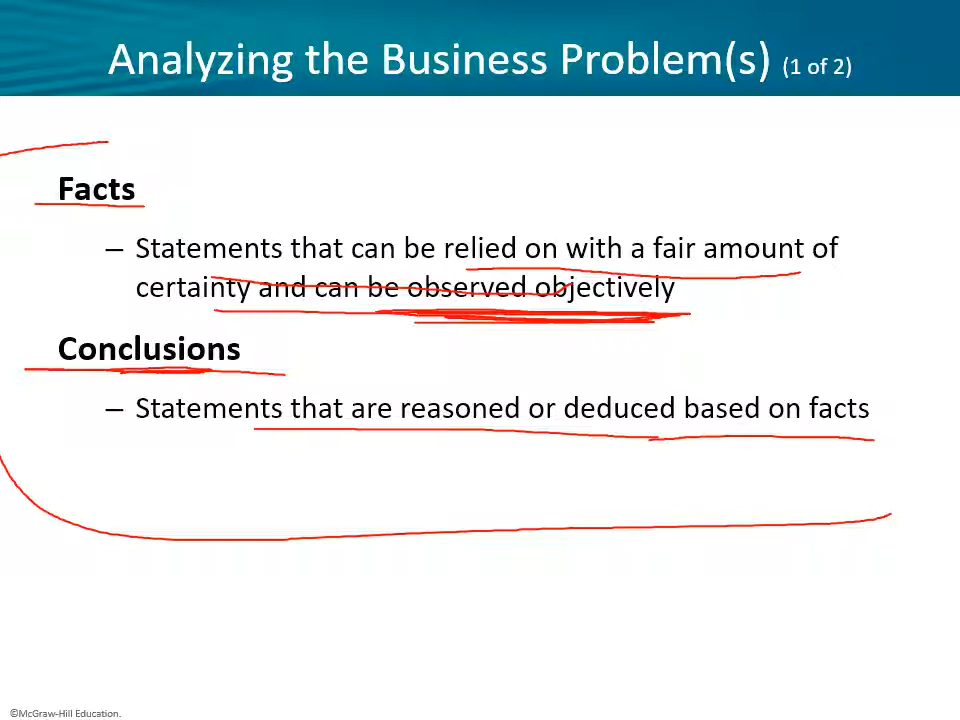 Analyzing the Business Problem(s) (1 of 2)
Facts
– Statements that can be relied on with a fair amount of
certainty and can be observed objectively
Conclusions
– Statements that are reasoned or deduced based on facts
©McGraw-Hill Education.